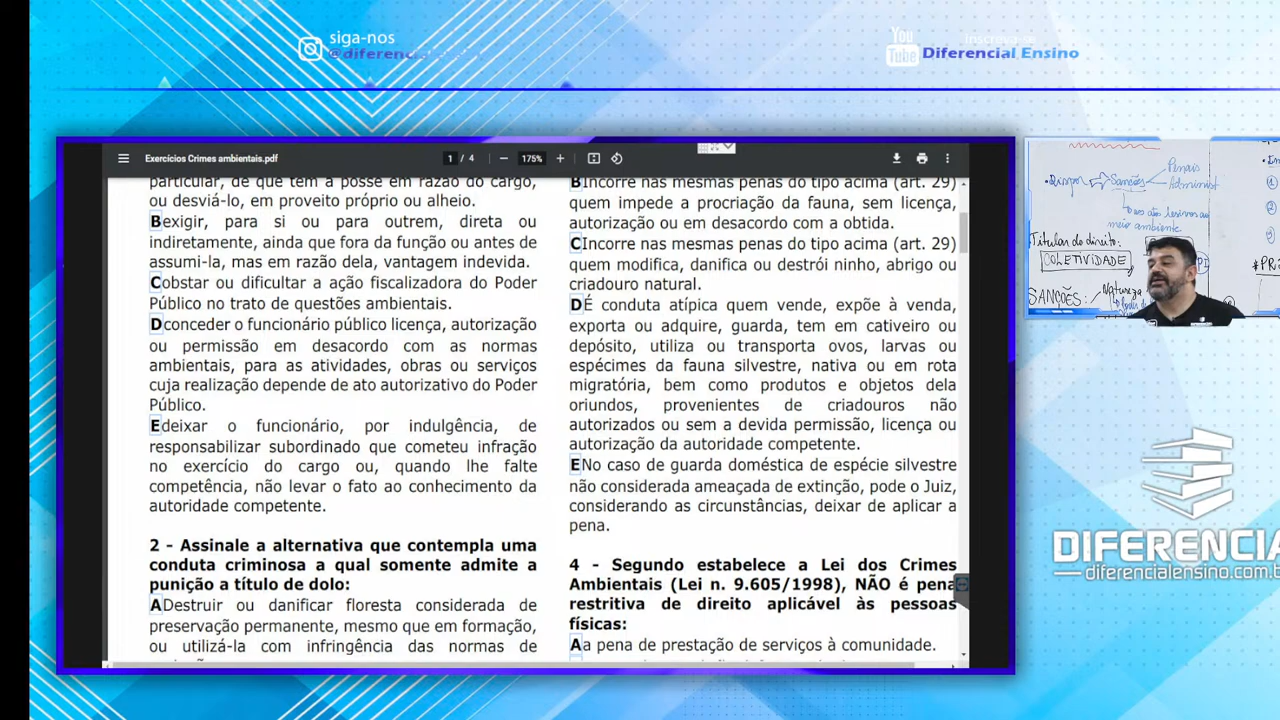 siga-nos
@diferencialensino
You
Tube
Inscreva-se
Diferencial Ensino
Exercícios Crimes ambientais.pdf
1 / 4
175%
particular, de que tem a posse em razão do cargo,
ou desviá-lo, em proveito próprio ou alheio.
Bexigir, para si ou para outrem, direta ou
indiretamente, ainda que fora da função ou antes de
assumi-la, mas em razão dela, vantagem indevida.
Cobstar ou dificultar a ação fiscalizadora do Poder
Público no trato de questões ambientais.
Dconceder o funcionário público licença, autorização
ou permissão em desacordo com as normas
ambientais, para as atividades, obras ou serviços
cuja realização depende de ato autorizativo do Poder
Público.
Edeixar o funcionário, por indulgência, de
responsabilizar subordinado que cometeu infração
no exercício do cargo ou, quando lhe falte
competência, não levar o fato ao conhecimento da
autoridade competente.
2 - Assinale a alternativa que contempla uma
conduta criminosa a qual somente admite a
punição a título de dolo:
ADestruir ou danificar floresta considerada de
preservação permanente, mesmo que em formação,
ou utilizá-la com infringência das normas de
BIncorre nas mesmas penas do tipo acima (art. 29)
quem impede a procriação da fauna, sem licença,
autorização ou em desacordo com a obtida.
CIncorre nas mesmas penas do tipo acima (art. 29)
quem modifica, danifica ou destrói ninho, abrigo ou
criadouro natural.
DÉ conduta atípica quem vende, expõe à venda,
exporta ou adquire, guarda, tem em cativeiro ou
depósito, utiliza ou transporta ovos, larvas ou
espécimes da fauna silvestre, nativa ou em rota
migratória, bem como produtos e objetos dela
oriundos, provenientes de criadouros não
autorizados ou sem a devida permissão, licença ou
autorização da autoridade competente.
ENo caso de guarda doméstica de espécie silvestre
não considerada ameaçada de extinção, pode o Juiz,
considerando as circunstâncias, deixar de aplicar a
pena.
4 - Segundo estabelece a Lei dos Crimes
Ambientais (Lei n. 9.605/1998), NÃO é pena
restritiva de direito aplicável às pessoas
físicas:
Aa pena de prestação de serviços à comunidade.
Penais
Sanções
Administ
meio ambiente
Titular do direito:
COLETIVIDADE
SANÇÕES:
Natureza
DIFERENCIA
diferencialensino.com.b